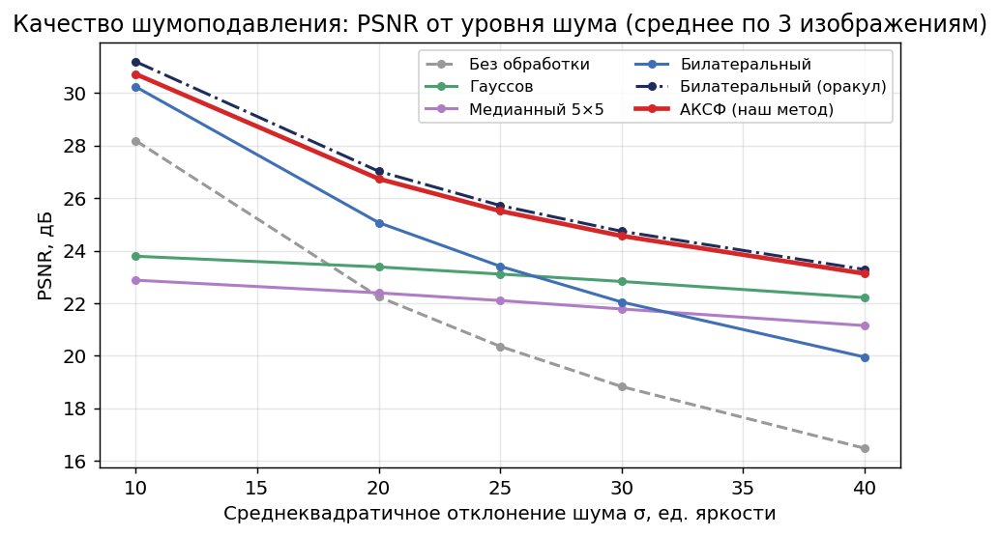 Качество шумоподавления: PSNR от уровня шума (среднее по 3 изображениям)
Без обработки
Гауссов
Медианный 5×5
Билатеральный
Билатеральный (оракул)
АКСФ (наш метод)
PSNR, дБ
30
28
26
24
22
20
18
16
10 15 20 25 30 35 40
Среднеквадратичное отклонение шума σ, ед. яркости